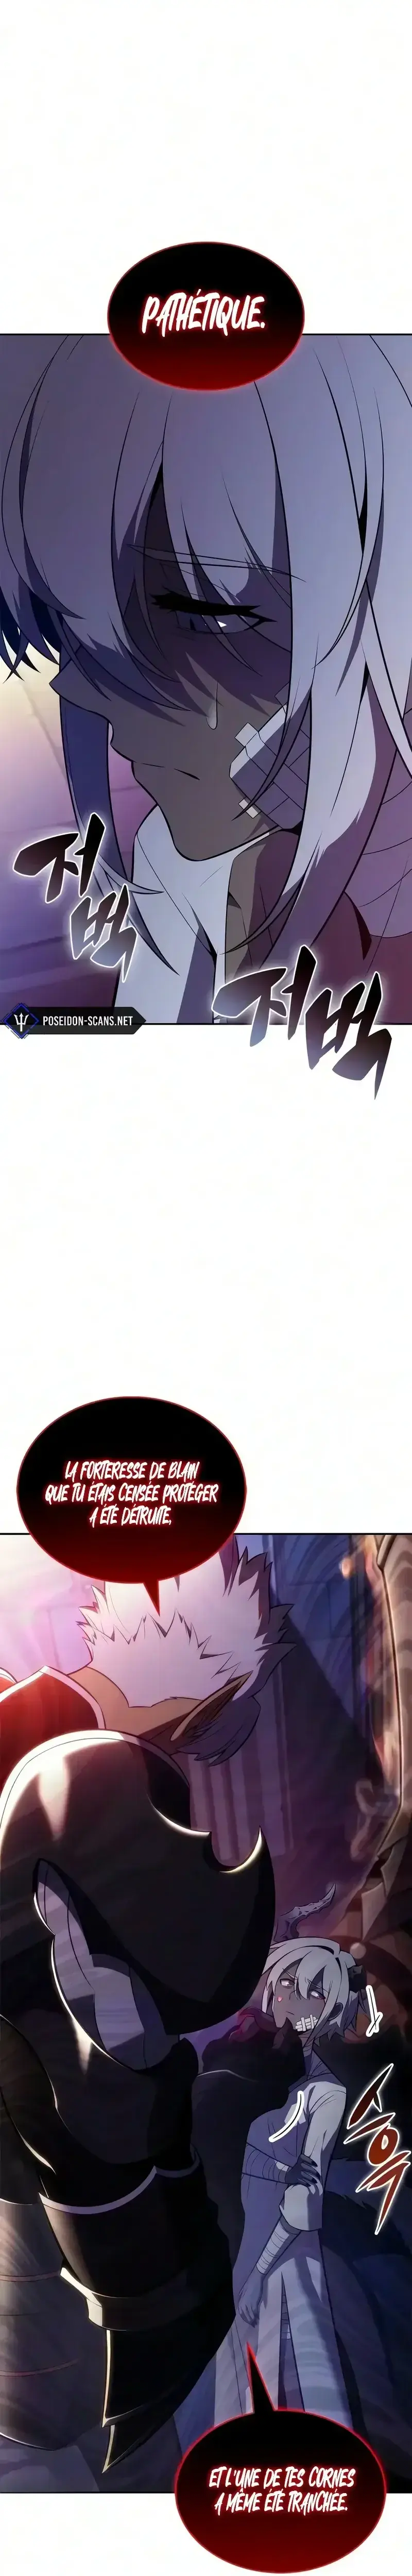 PATHÉTIQUE.
저벅
저벅
POSEIDON-SCANS.NET
LA FORTERESSE DE BLAIN
QUE TU ÉTAIS CENSÉE PROTÉGER
A ÉTÉ DÉTRUITE,
스윽
ET L'UNE DE TES CORNES
A MÊME ÉTÉ TRANCHÉE.